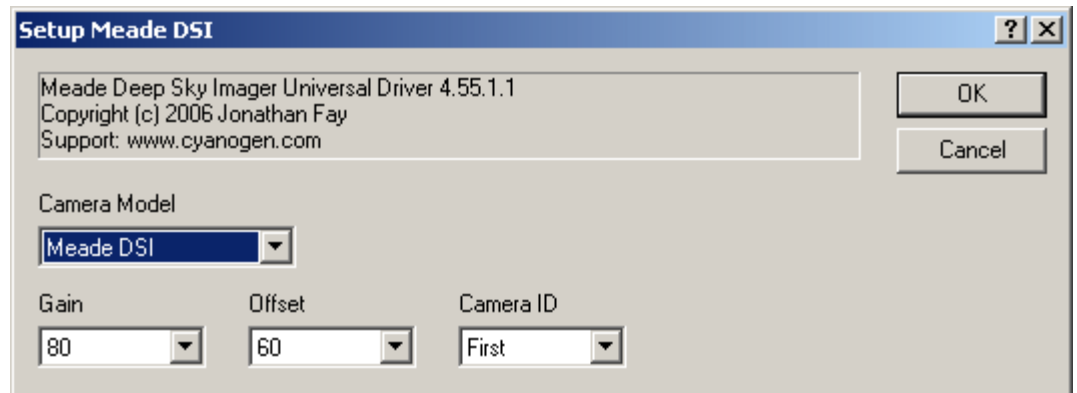 Setup Meade DSI
? X
Meade Deep Sky Imager Universal Driver 4.55.1.1
Copyright (c) 2006 Jonathan Fay
Support: www.cyanogen.com
OK
Cancel
Camera Model
Meade DSI
Gain Offset Camera ID
80 60 First